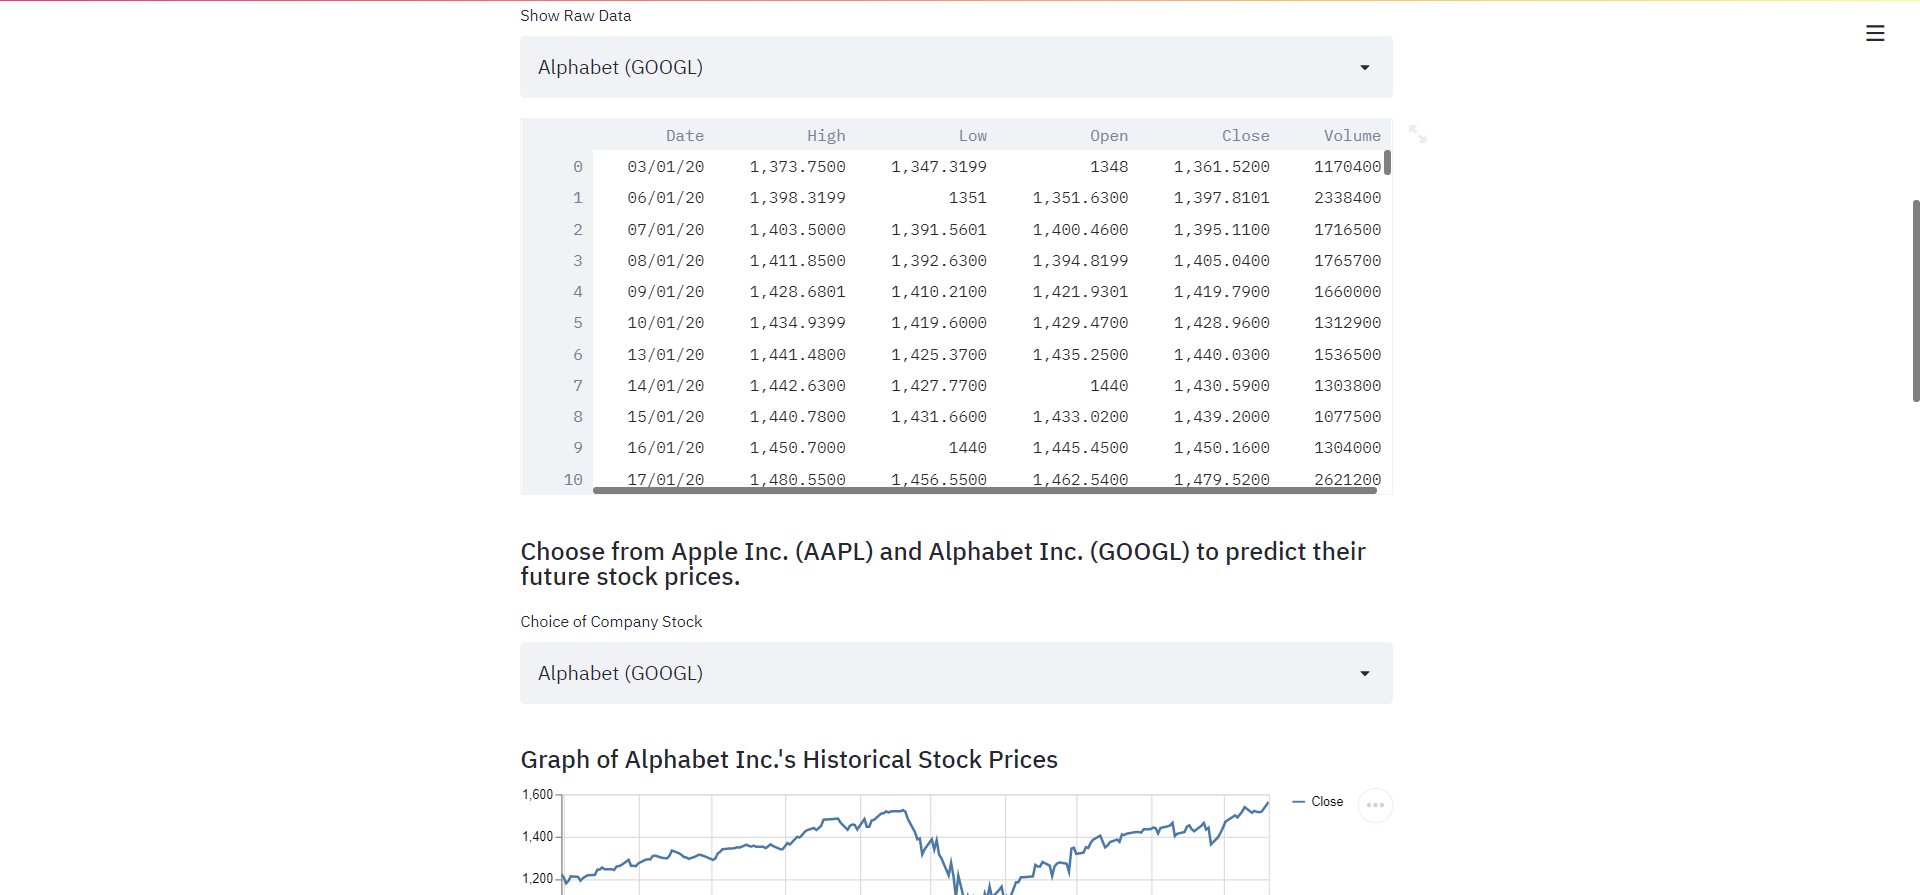 Show Raw Data
Alphabet (GOOGL)
Date High Low Open Close Volume
0 03/01/20 1,373.7500 1,347.3199 1348 1,361.5200 1170400
1 06/01/20 1,398.3199 1351 1,351.6300 1,397.8101 2338400
2 07/01/20 1,403.5000 1,391.5601 1,400.4600 1,395.1100 1716500
3 08/01/20 1,411.8500 1,392.6300 1,394.8199 1,405.0400 1765700
4 09/01/20 1,428.6801 1,410.2100 1,421.9301 1,419.7900 1660000
5 10/01/20 1,434.9399 1,419.6000 1,429.4700 1,428.9600 1312900
6 13/01/20 1,441.4800 1,425.3700 1,435.2500 1,440.0300 1536500
7 14/01/20 1,442.6300 1,427.7700 1440 1,430.5900 1303800
8 15/01/20 1,440.7800 1,431.6600 1,433.0200 1,439.2000 1077500
9 16/01/20 1,450.7000 1440 1,445.4500 1,450.1600 1304000
10 17/01/20 1,480.5500 1,456.5500 1,462.5400 1,479.5200 2621200
Choose from Apple Inc. (AAPL) and Alphabet Inc. (GOOGL) to predict their
future stock prices.
Choice of Company Stock
Alphabet (GOOGL)
Graph of Alphabet Inc.'s Historical Stock Prices
1,600
Close
1,400
1,200